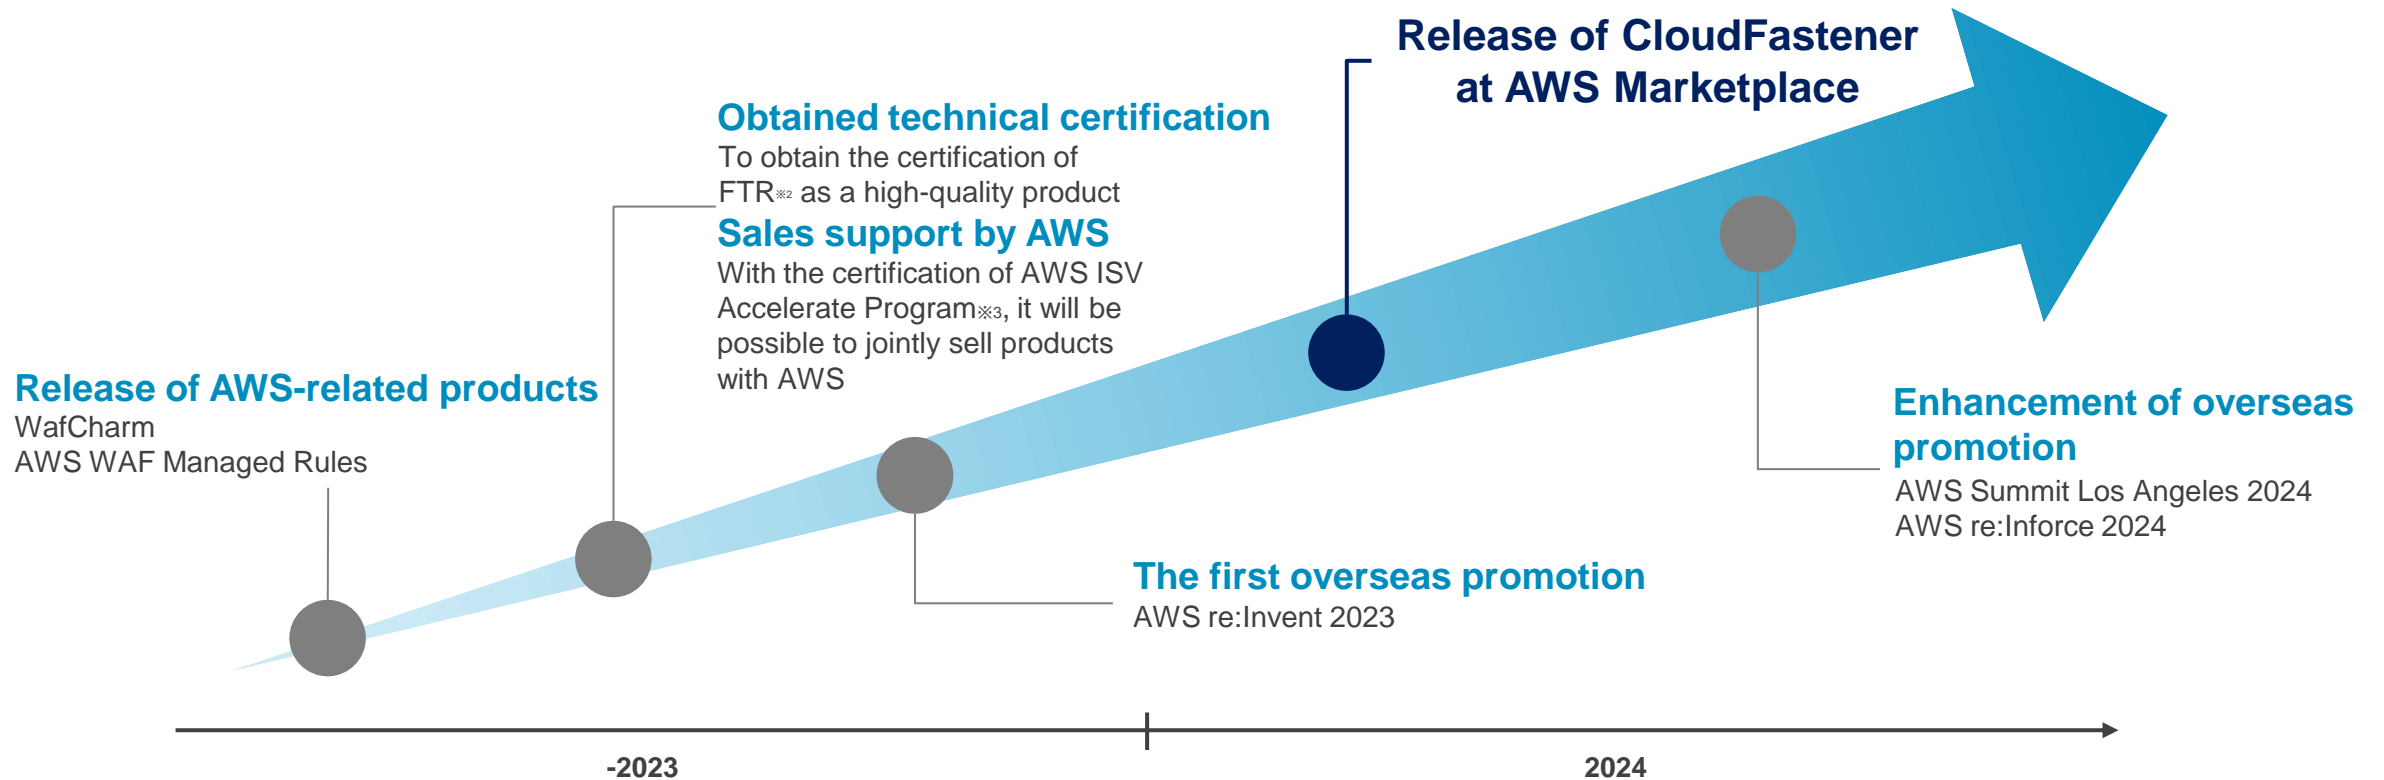 Release of CloudFastener
at AWS Marketplace
Obtained technical certification
To obtain the certification of
FTR※2 as a high-quality product
Sales support by AWS
With the certification of AWS ISV
Accelerate Program※3, it will be
possible to jointly sell products
with AWS
Release of AWS-related products
WafCharm
AWS WAF Managed Rules
Enhancement of overseas
promotion
AWS Summit Los Angeles 2024
AWS re:Inforce 2024
The first overseas promotion
AWS re:Invent 2023
-2023
2024